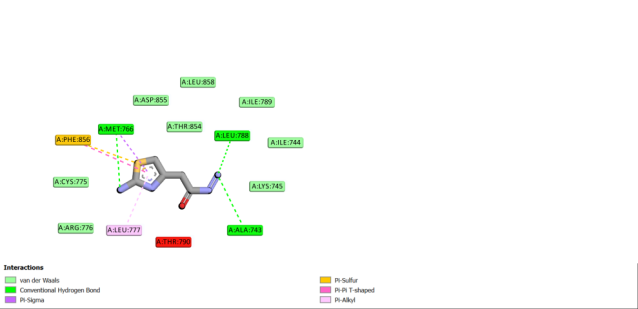 A:LEU:858
A:ASP:855
A:ILE:789
A:MET:766
A:THR:854
A:LEU:788
A:PHE:856
A:ILE:744
A:CYS:775
A:LYS:745
A:ARG:776
A:LEU:777
A:ALA:743
A:THR:790
Interactions
van der Waals
Conventional Hydrogen Bond
Pi-Sigma
Pi-Sulfur
Pi-Pi T-shaped
Pi-Alkyl